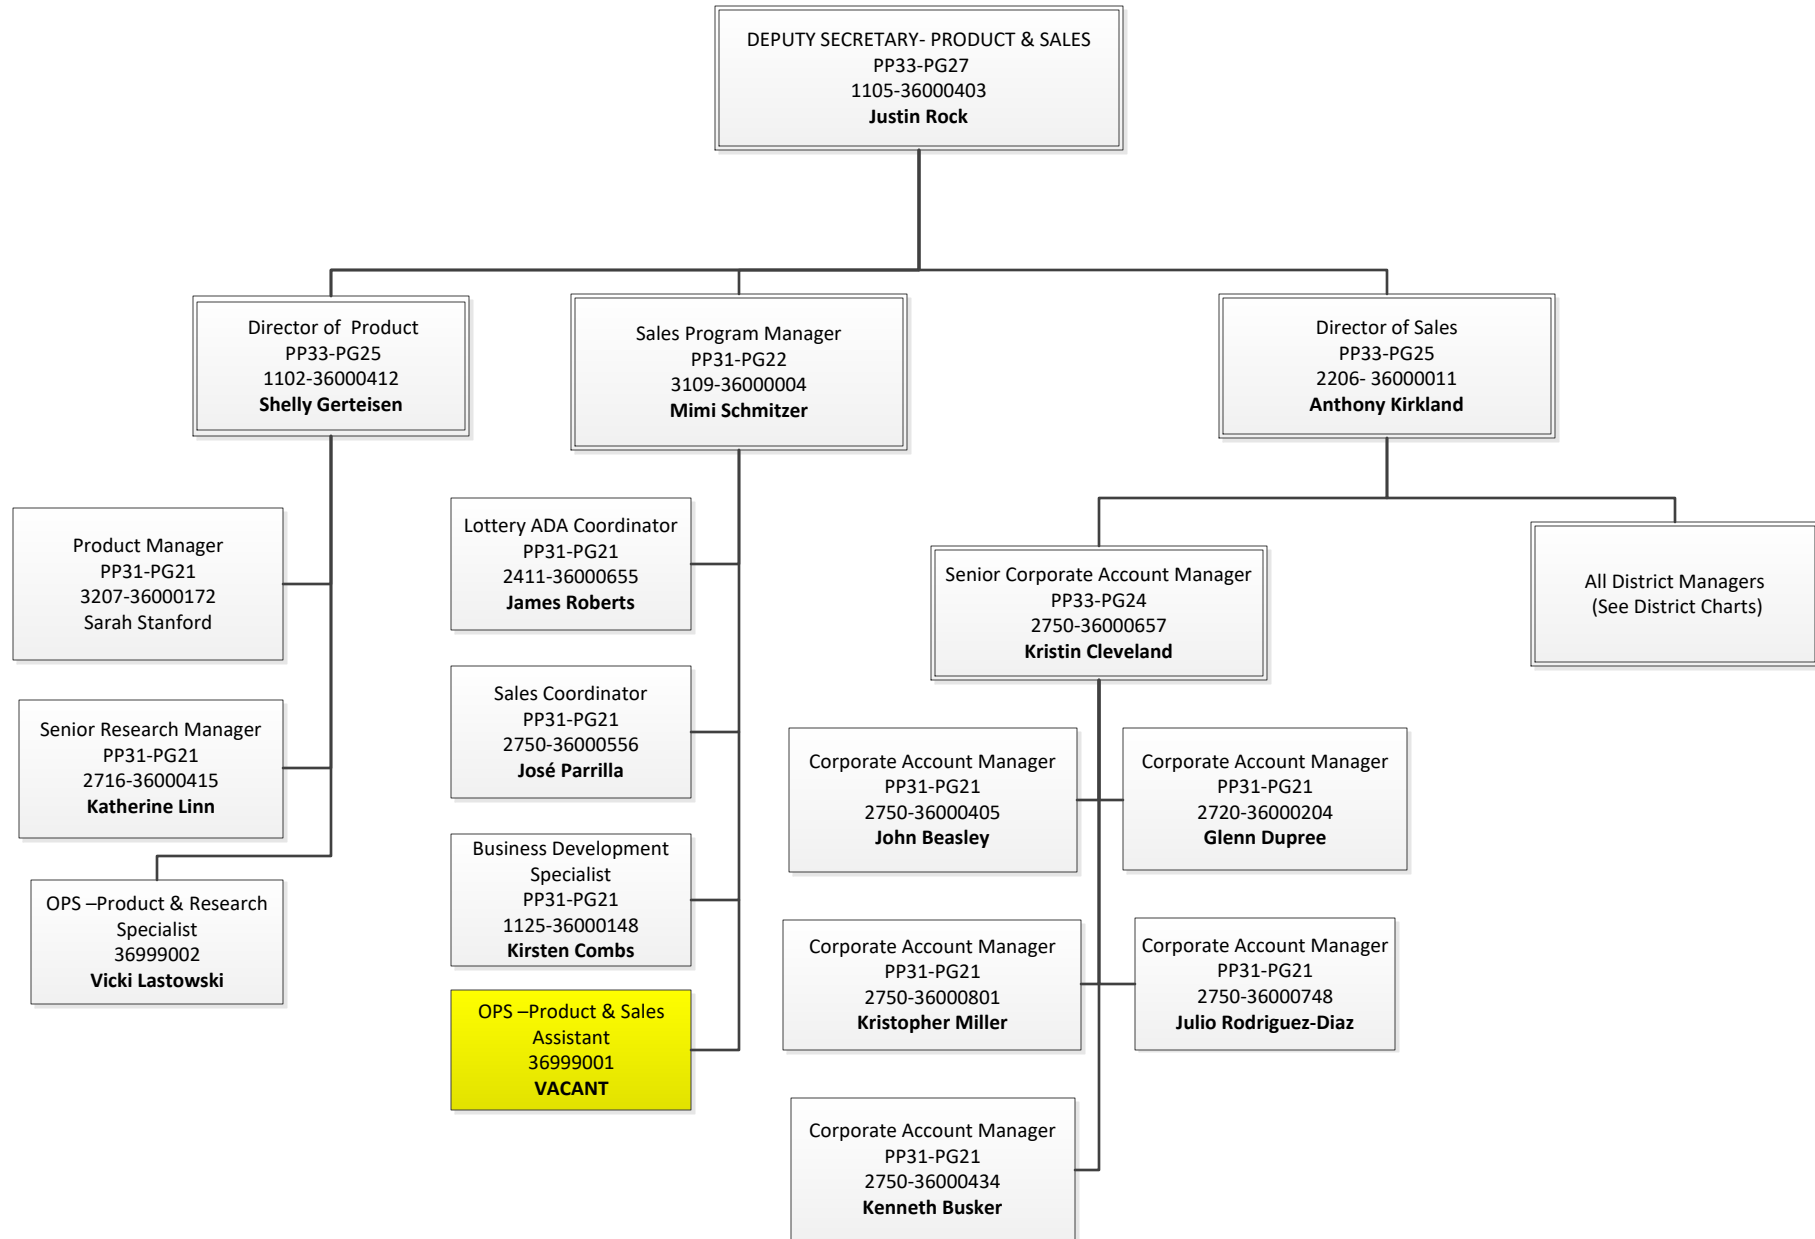 DEPUTY SECRETARY- PRODUCT & SALES
PP33-PG27
1105-36000403
Justin Rock
Director of  Product
PP33-PG25
1102-36000412
Shelly Gerteisen
Sales Program Manager
PP31-PG22
3109-36000004
Mimi Schmitzer
Director of Sales
PP33-PG25
2206- 36000011
Anthony Kirkland
Product Manager
PP31-PG21
3207-36000172
Sarah Stanford
Senior Research Manager
PP31-PG21
2716-36000415
Katherine Linn
OPS –Product & Research
Specialist
36999002
Vicki Lastowski
Lottery ADA Coordinator
PP31-PG21
2411-36000655
James Roberts
Sales Coordinator
PP31-PG21
2750-36000556
José Parrilla
Business Development
Specialist
PP31-PG21
1125-36000148
Kirsten Combs
OPS –Product & Sales
Assistant
36999001
VACANT
Senior Corporate Account Manager
PP33-PG24
2750-36000657
Kristin Cleveland
All District Managers
(See District Charts)
Corporate Account Manager
PP31-PG21
2750-36000405
John Beasley
Corporate Account Manager
PP31-PG21
2720-36000204
Glenn Dupree
Corporate Account Manager
PP31-PG21
2750-36000801
Kristopher Miller
Corporate Account Manager
PP31-PG21
2750-36000748
Julio Rodriguez-Diaz
Corporate Account Manager
PP31-PG21
2750-36000434
Kenneth Busker